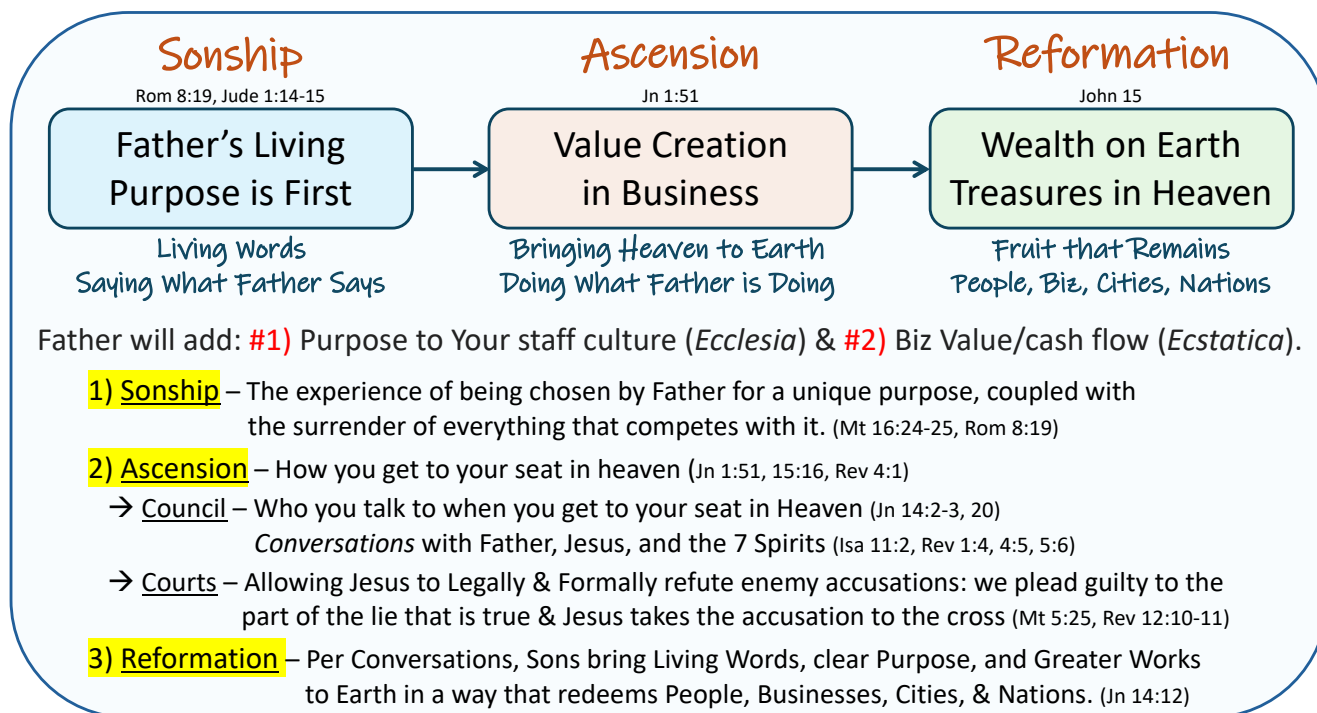 Sonship
Ascension
Reformation
Rom 8:19, Jude 1:14-15
Jn 1:51
John 15
Father's Living
Purpose is First
Value Creation
in Business
Wealth on Earth
Treasures in Heaven
Living Words
Saying What Father Says
Bringing Heaven to Earth
Doing What Father is Doing
Fruit that Remains
People, Biz, Cities, Nations
Father will add: #1) Purpose to Your staff culture (Ecclesia) & #2) Biz Value/cash flow (Ecstatica).
1) Sonship – The experience of being chosen by Father for a unique purpose, coupled with
the surrender of everything that competes with it. (Mt 16:24-25, Rom 8:19)
2) Ascension – How you get to your seat in heaven (Jn 1:51, 15:16, Rev 4:1)
→ Council – Who you talk to when you get to your seat in Heaven (Jn 14:2-3, 20)
Conversations with Father, Jesus, and the 7 Spirits (Isa 11:2, Rev 1:4, 4:5, 5:6)
→ Courts – Allowing Jesus to Legally & Formally refute enemy accusations: we plead guilty to the
part of the lie that is true & Jesus takes the accusation to the cross (Mt 5:25, Rev 12:10-11)
3) Reformation – Per Conversations, Sons bring Living Words, clear Purpose, and Greater Works
to Earth in a way that redeems People, Businesses, Cities, & Nations. (Jn 14:12)